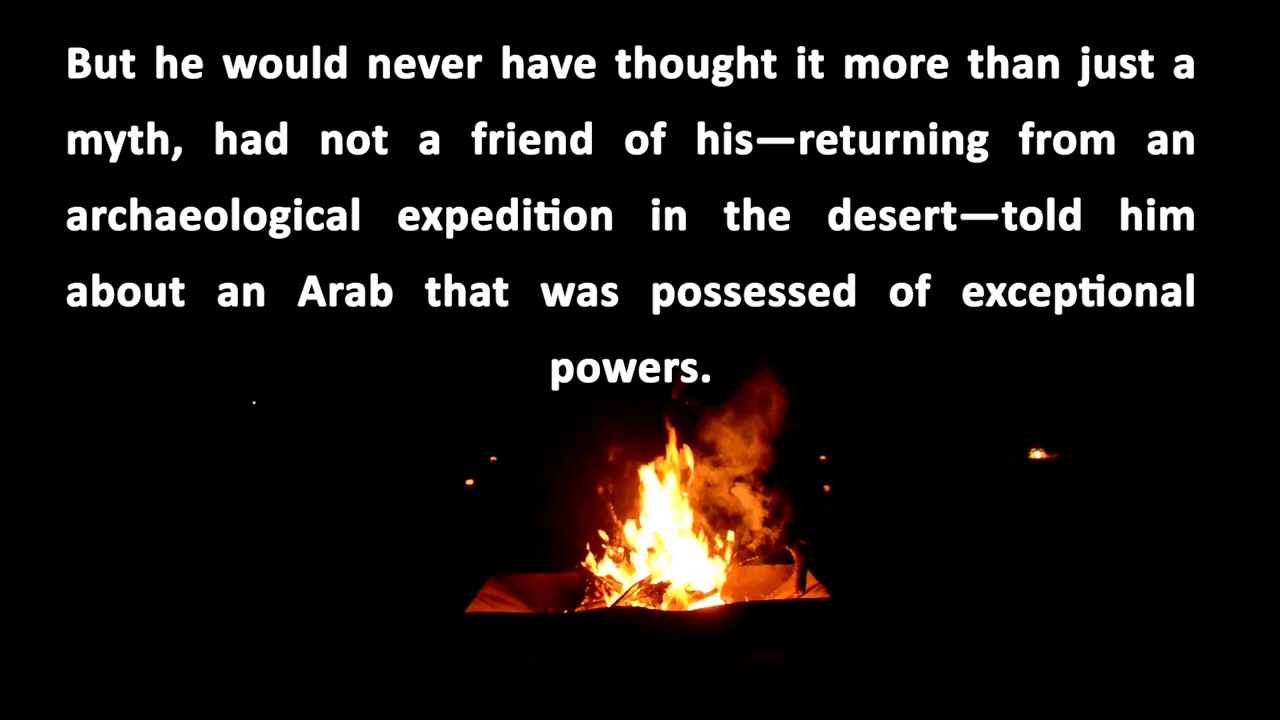 But he would never have thought it more than just a
myth, had not a friend of his—returning from an
archaeological expedition in the desert—told him
about an Arab that was possessed of exceptional
powers.